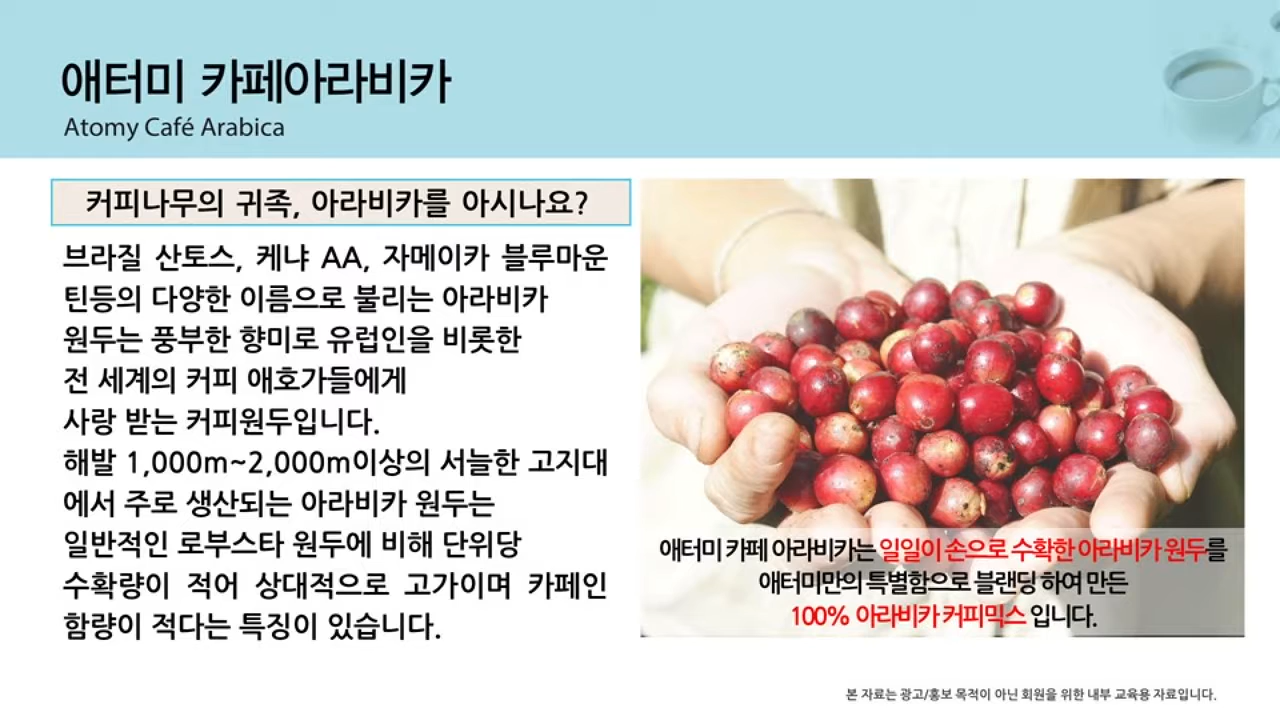 애터미 카페아라비카
Atomy Café Arabica
커피나무의 귀족, 아라비카를 아시나요?
브라질 산토스, 케냐 AA, 자메이카 블루마운
틴등의 다양한 이름으로 불리는 아라비카
원두는 풍부한 향미로 유럽인을 비롯한
전 세계의 커피 애호가들에게
사랑 받는 커피원두입니다.
해발 1,000m~2,000m이상의 서늘한 고지대
에서 주로 생산되는 아라비카 원두는
일반적인 로부스타 원두에 비해 단위당
수확량이 적어 상대적으로 고가이며 카페인
함량이 적다는 특징이 있습니다.
애터미 카페 아라비카는 일일이 손으로 수확한 아라비카 원두를
애터미만의 특별함으로 블랜딩 하여 만든
100% 아라비카 커피믹스 입니다.
본 자료는 광고/홍보 목적이 아닌 회원을 위한 내부 교육용 자료입니다.